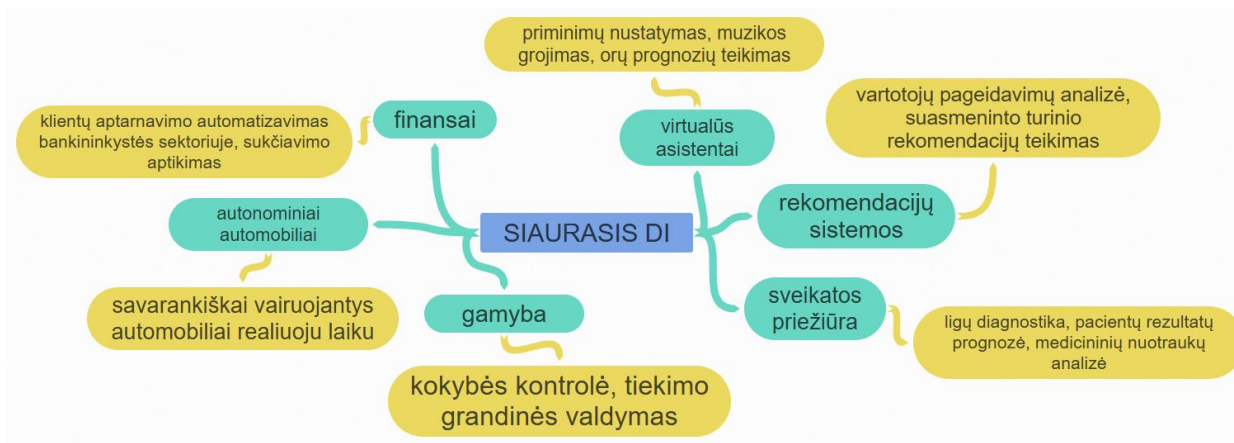 priminimų nustatymas, muzikos
grojimas, orų prognozių teikimas
klientų aptarnavimo automatizavimas
bankininkystės sektoriuje, sukčiavimo
aptikimas
finansai
virtualūs
asistentai
vartotojų pageidavimų analizė,
suasmeninto turinio
rekomendacijų teikimas
autonominiai
automobiliai
SIAURASIS DI
rekomendacijų
sistemos
savarankiškai vairuojantys
automobiliai realiuoju laiku
gamyba
sveikatos
priežiūra
ligų diagnostika, pacientų rezultatų
prognozė, medicininių nuotraukų
analizė
kokybės kontrolė, tiekimo
grandinės valdymas